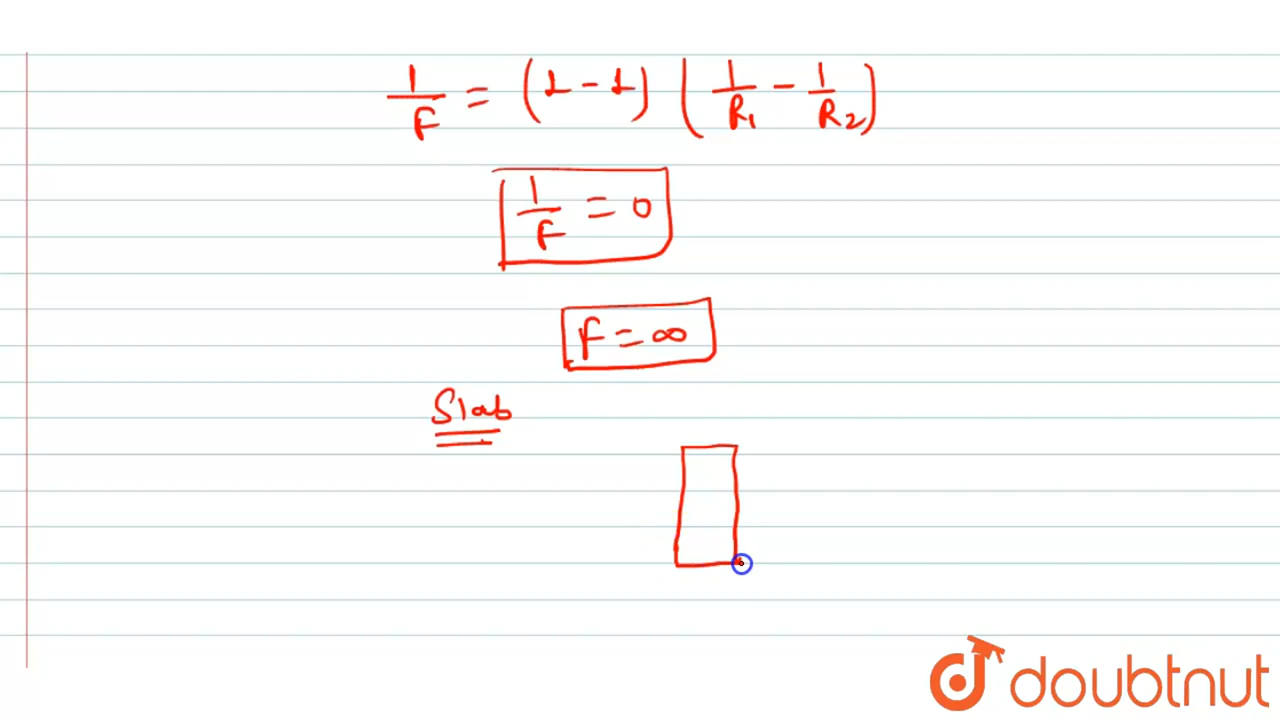 1/F = (1 - 1) (1/R₁ - 1/R₂)
1/F = 0
F = ∞
Slab
doubtnut